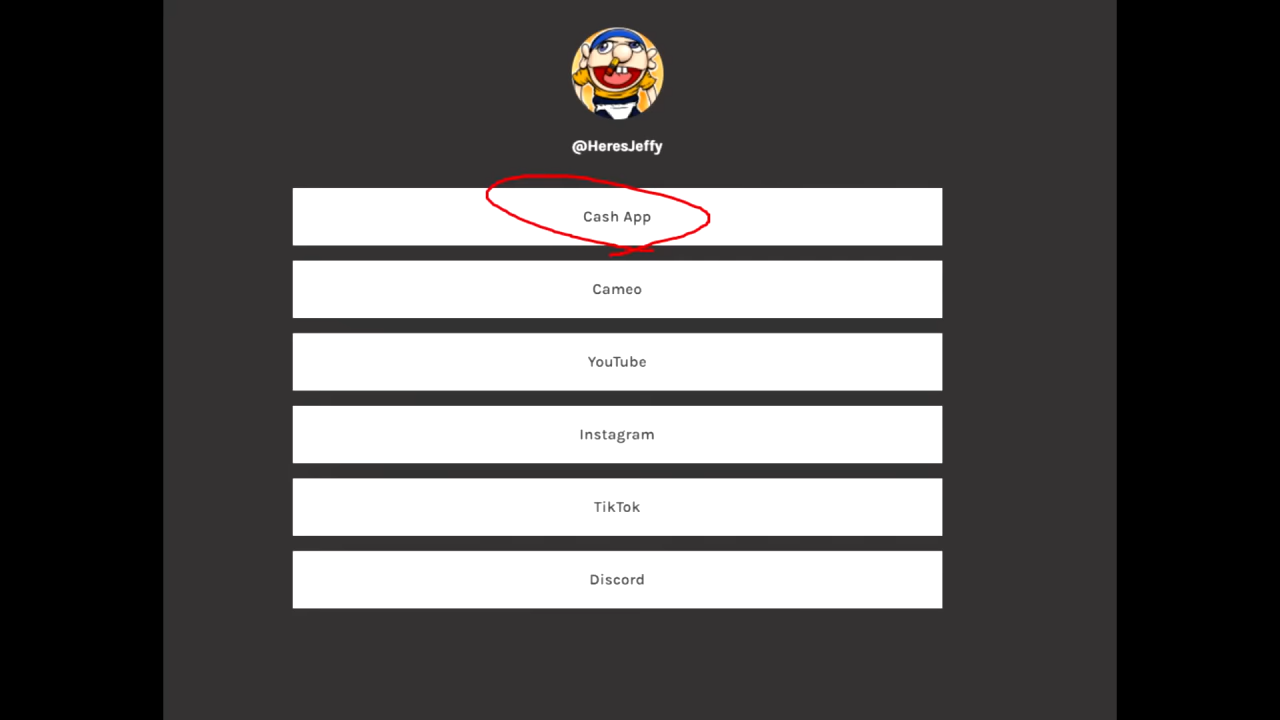 @HeresJeffy
Cash App
Cameo
YouTube
Instagram
TikTok
Discord